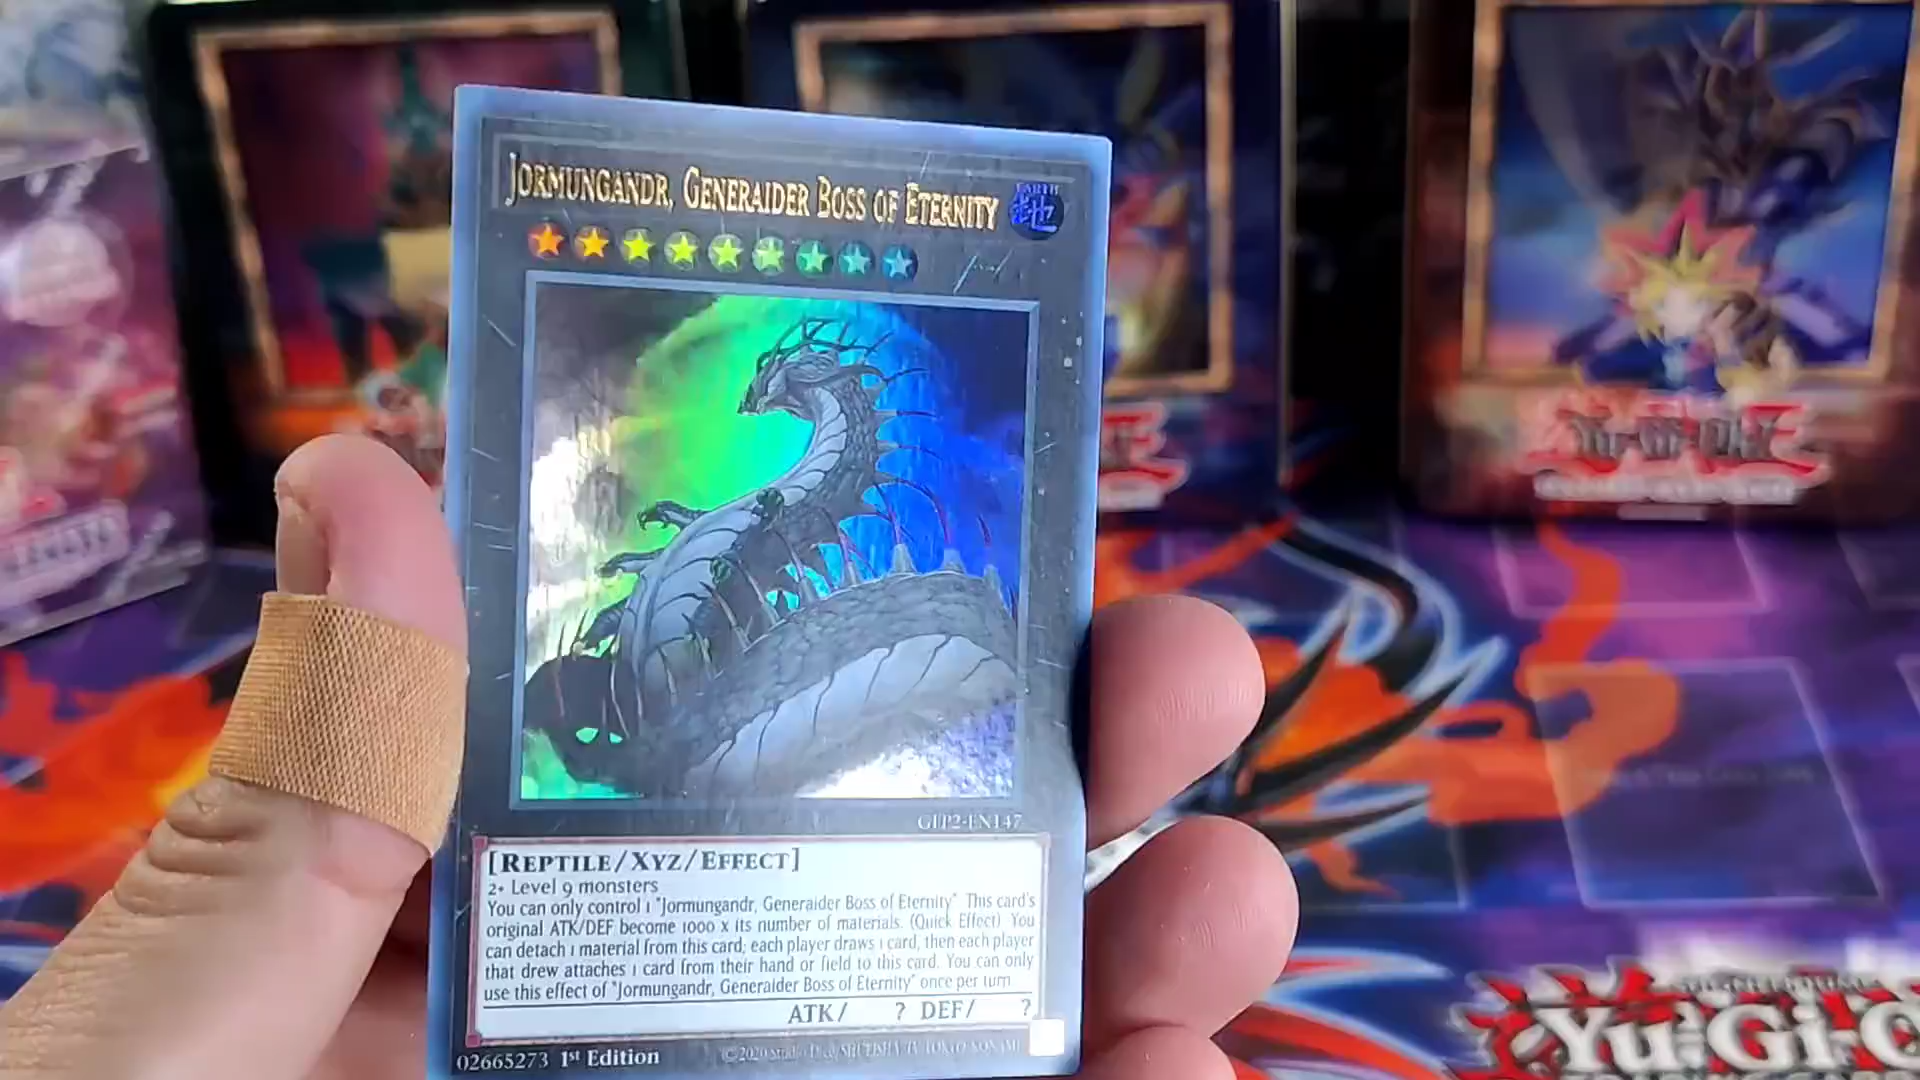 JORMUNGANDR, GENERAIDER BOSS OF ETERNITY
EARTH
地
GFP2-EN147
[REPTILE/XYZ/EFFECT]
2+ Level 9 monsters
You can only control 1 "Jormungandr, Generaider Boss of Eternity". This card's
original ATK/DEF become 1000 x its number of materials. (Quick Effect): You
can detach 1 material from this card; each player draws 1 card, then each player
that drew attaches 1 card from their hand or field to this card. You can only
use this effect of "Jormungandr, Generaider Boss of Eternity" once per turn.
ATK/ ? DEF/ ?
02665273 1st Edition
©2020 Studio Dice/SHUEISHA, TV TOKYO, KONAMI
Yu-Gi-O